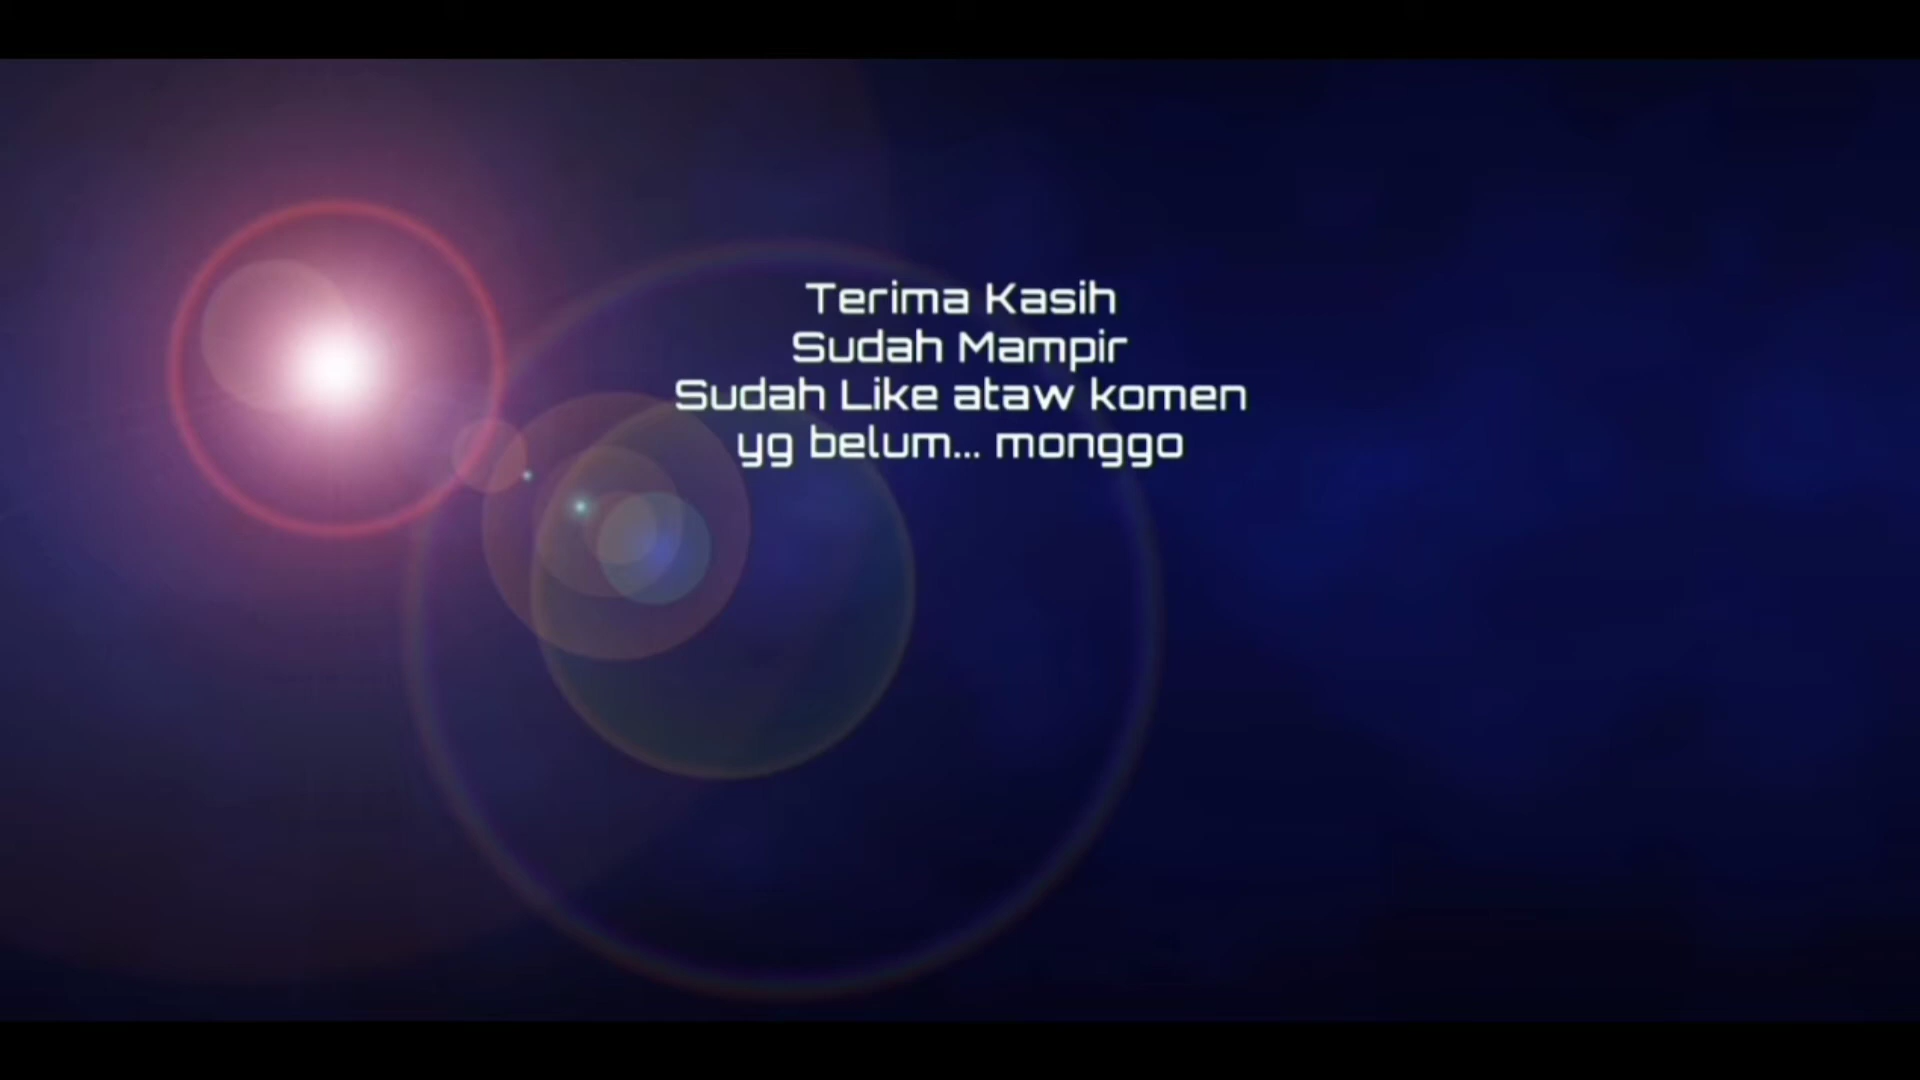 Terima Kasih
Sudah Mampir
Sudah Like ataw komen
yg belum... monggo